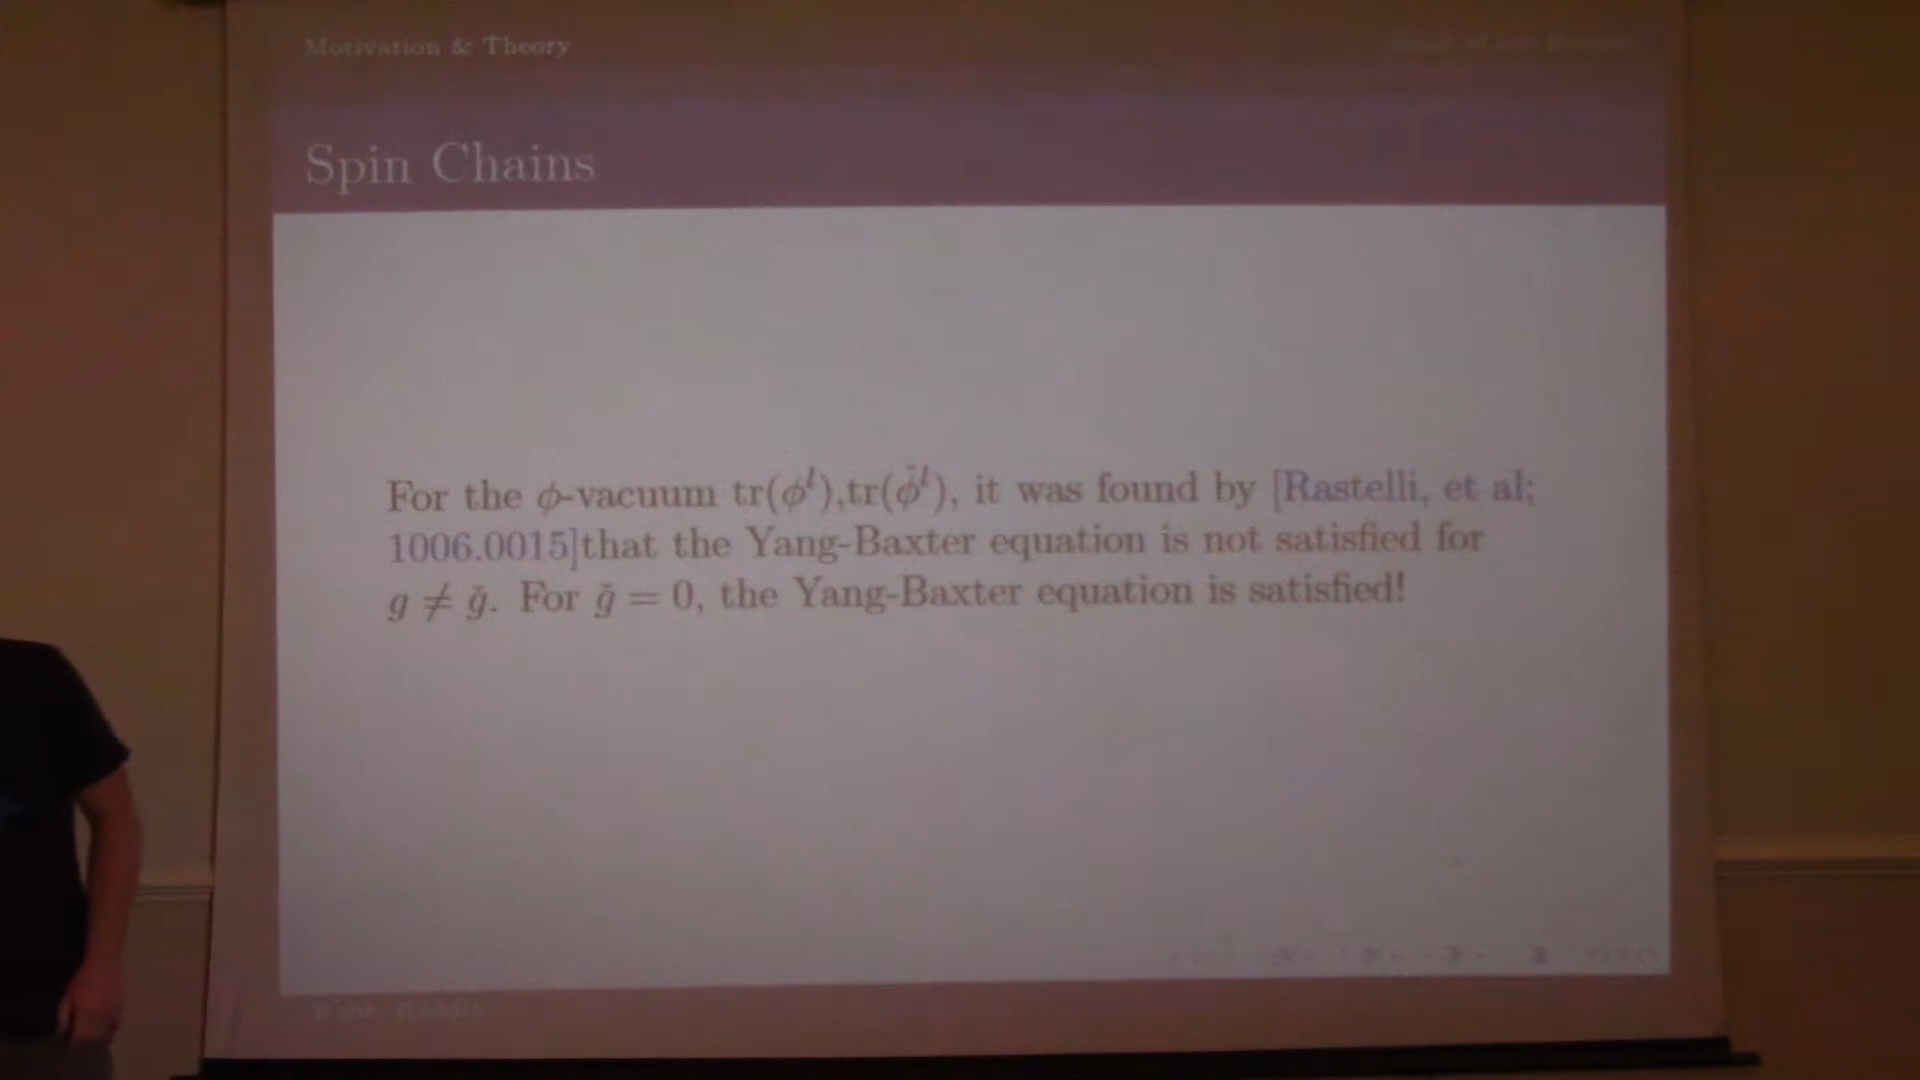 Motivation & Theory
Spin Chains
For the ϕ-vacuum tr(ϕˡ),tr(ϕ̌ˡ), it was found by [Rastelli, et al;
1006.0015]that the Yang-Baxter equation is not satisfied for
g ≠ ǧ. For ǧ = 0, the Yang-Baxter equation is satisfied!